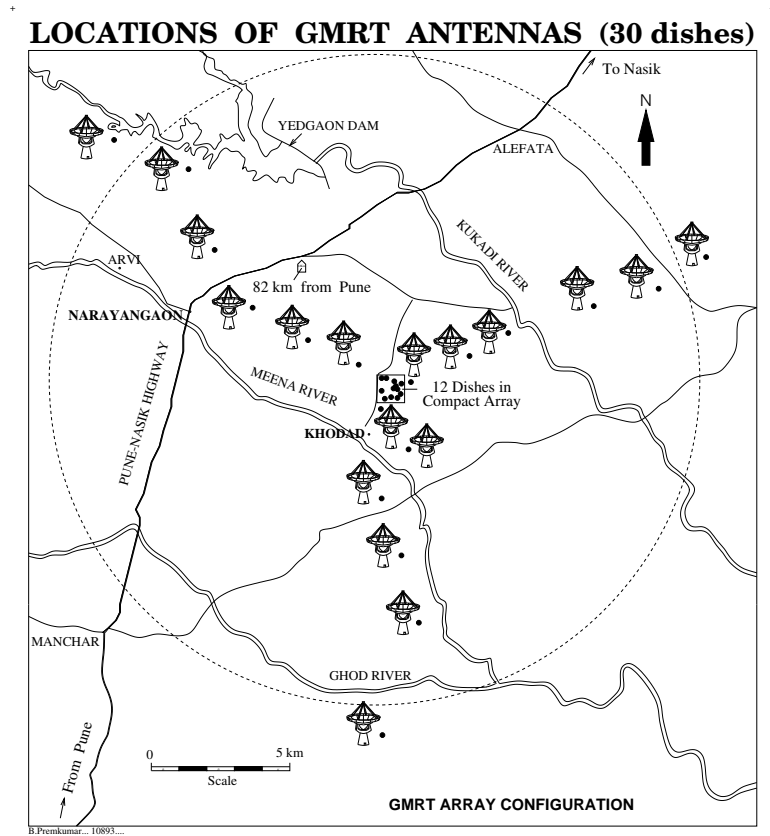 LOCATIONS OF GMRT ANTENNAS (30 dishes)
To Nasik
N
YEDGAON DAM
ALEFATA
KUKADI RIVER
ARVI
82 km from Pune
NARAYANGAON
PUNE-NASIK HIGHWAY
MEENA RIVER
12 Dishes in
Compact Array
KHODAD
MANCHAR
GHOD RIVER
From Pune
0 5 km
Scale
GMRT ARRAY CONFIGURATION
B.Premkumar... 10893....